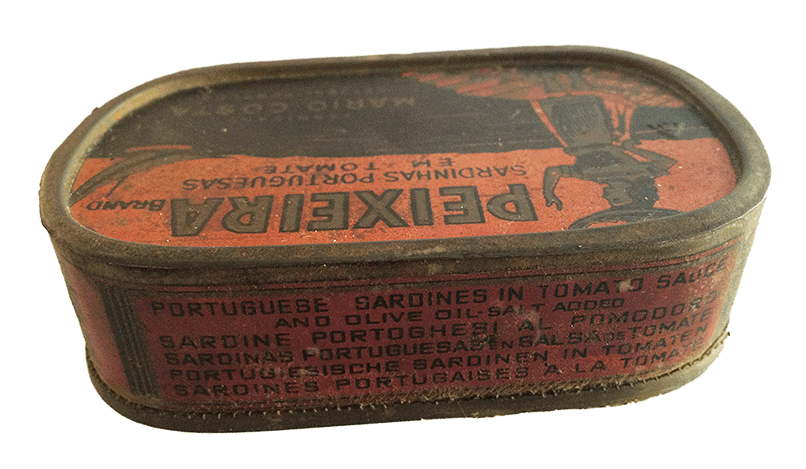 PEIXEIRA BRAND
SARDINHAS PORTUGUESAS
EM TOMATE
MARIO COSTA
PORTUGUESE SARDINES IN TOMATO SAUCE
AND OLIVE OIL-SALT ADDED
SARDINE PORTOGHESI AL POMODORO
SARDINAS PORTUGUESAS EN SALSA DE TOMATE
PORTUGIESISCHE SARDINEN IN TOMATEN
SARDINES PORTUGAISES A LA TOMATE